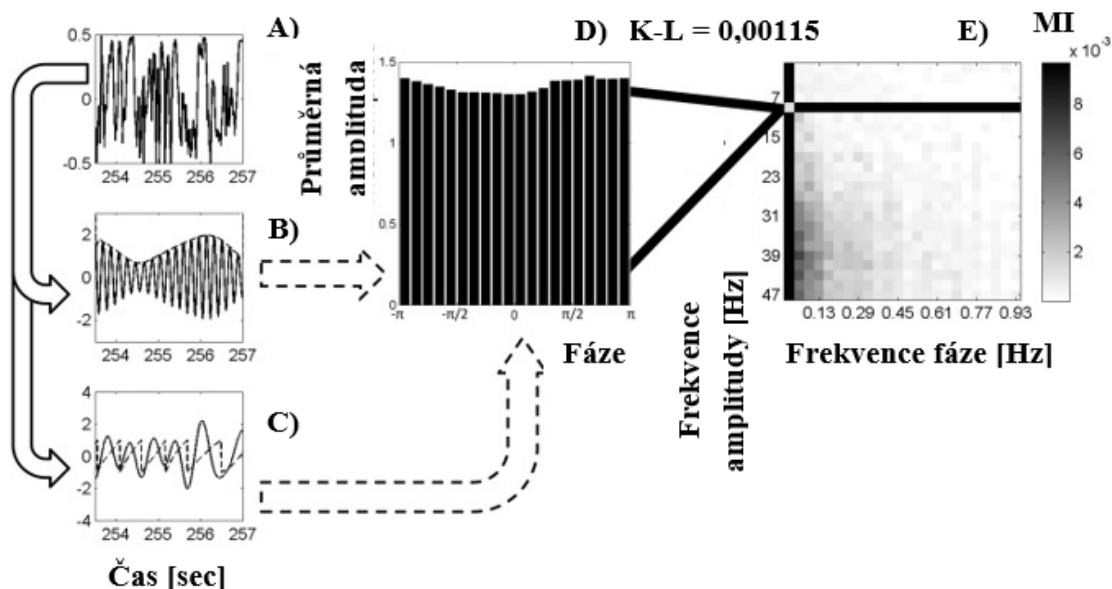 A)
0.5
0
-0.5
254 255 256 257
B)
2
0
-2
254 255 256 257
C)
4
2
0
-2
-4
254 255 256 257
Čas [sec]
D) K-L = 0,00115
Průměrná
amplituda
1.5
1
0.5
0
-π -π/2 0 π/2 π
Fáze
E) MI
Frekvence
amplitudy [Hz]
7
15
23
31
39
47
0.13 0.29 0.45 0.61 0.77 0.93
Frekvence fáze [Hz]
x 10⁻³
8
6
4
2